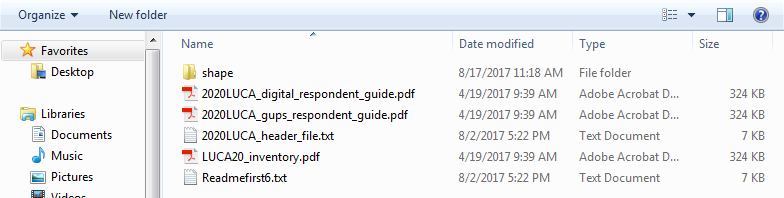 Organize New folder
Name Date modified Type Size
Favorites
Desktop
Libraries
Documents
Music
Pictures
Videos
shape 8/17/2017 11:18 AM File folder
2020LUCA_digital_respondent_guide.pdf 4/19/2017 9:39 AM Adobe Acrobat D... 324 KB
2020LUCA_gups_respondent_guide.pdf 4/19/2017 9:39 AM Adobe Acrobat D... 324 KB
2020LUCA_header_file.txt 8/2/2017 5:22 PM Text Document 7 KB
LUCA20_inventory.pdf 4/19/2017 9:39 AM Adobe Acrobat D... 324 KB
Readmefirst6.txt 8/2/2017 5:22 PM Text Document 7 KB